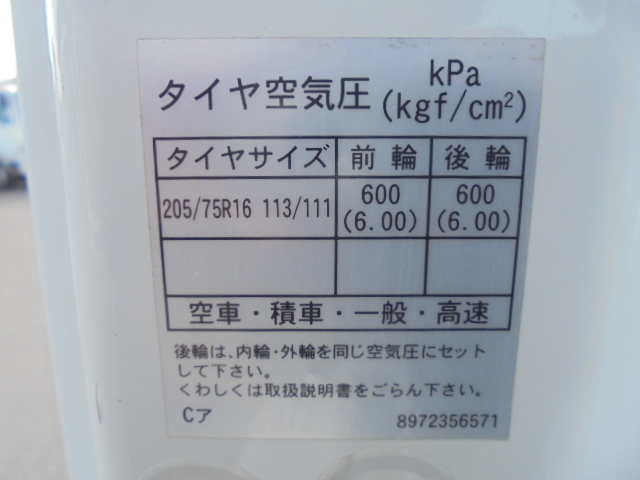 タイヤ空気圧 kPa
(kgf/cm²)
タイヤサイズ 前輪 後輪
205/75R16 113/111 600 600
(6.00) (6.00)
空車・積車・一般・高速
後輪は、内輪・外輪を同じ空気圧にセット
して下さい。
くわしくは取扱説明書をごらん下さい。
Cア 8972356571